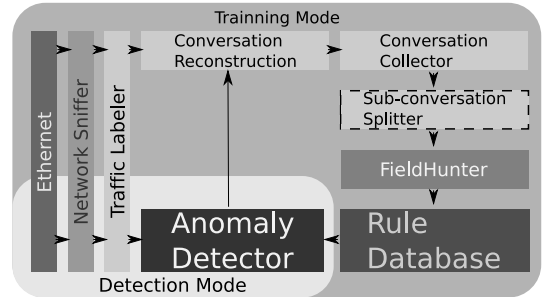 Trainning Mode
Conversation
Reconstruction
Conversation
Collector
Sub-conversation
Splitter
FieldHunter
Ethernet
Network Sniffer
Traffic Labeler
Anomaly
Detector
Rule
Database
Detection Mode